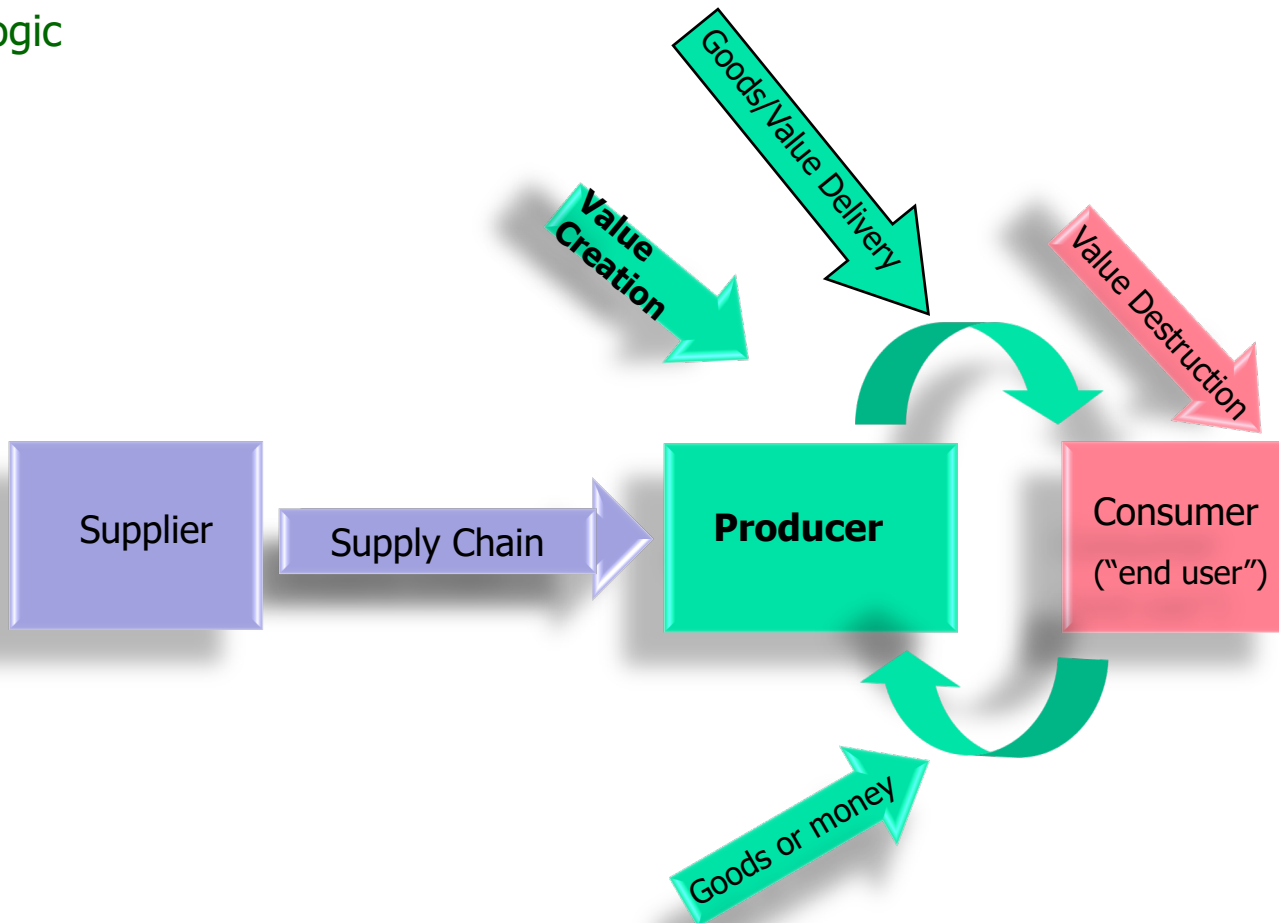 ogic
Goods/Value Delivery
Value
Creation
Value Destruction
Supplier
Supply Chain
Producer
Consumer
(“end user”)
Goods or money